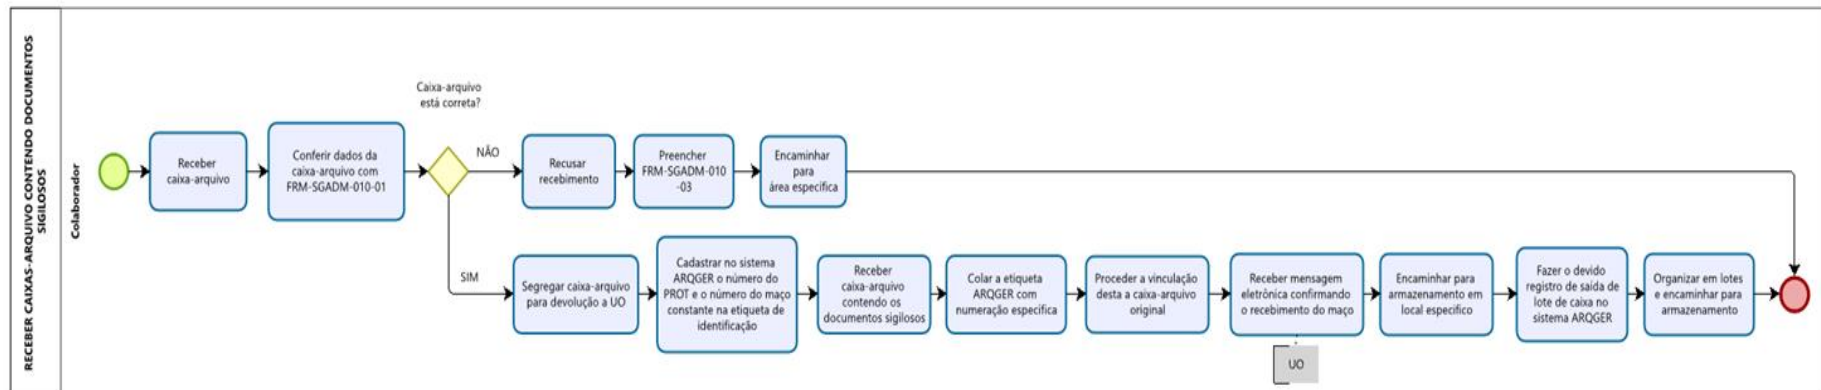 RECEBER CAIXAS-ARQUIVO CONTENDO DOCUMENTOS
SIGILOSOS
Colaborador
Receber
caixa-arquivo
Conferir dados da
caixa-arquivo com
FRM-SGADM-010-01
Caixa-arquivo
está correta?
NÃO
Recusar
recebimento
Preencher
FRM-SGADM-010
-03
Encaminhar
para
área específica
SIM
Segregar caixa-arquivo
para devolução a UO
Cadastrar no sistema
ARQGER o número do
PROT e o número do maço
constante na etiqueta de
identificação
Receber
caixa-arquivo
contendo os
documentos sigilosos
Colar a etiqueta
ARQGER com
numeração específica
Proceder a vinculação
desta a caixa-arquivo
original
Receber mensagem
eletrônica confirmando
o recebimento do maço
UO
Encaminhar para
armazenamento em
local especifico
Fazer o devido
registro de saída de
lote de caixa no
sistema ARQGER
Organizar em lotes
e encaminhar para
armazenamento